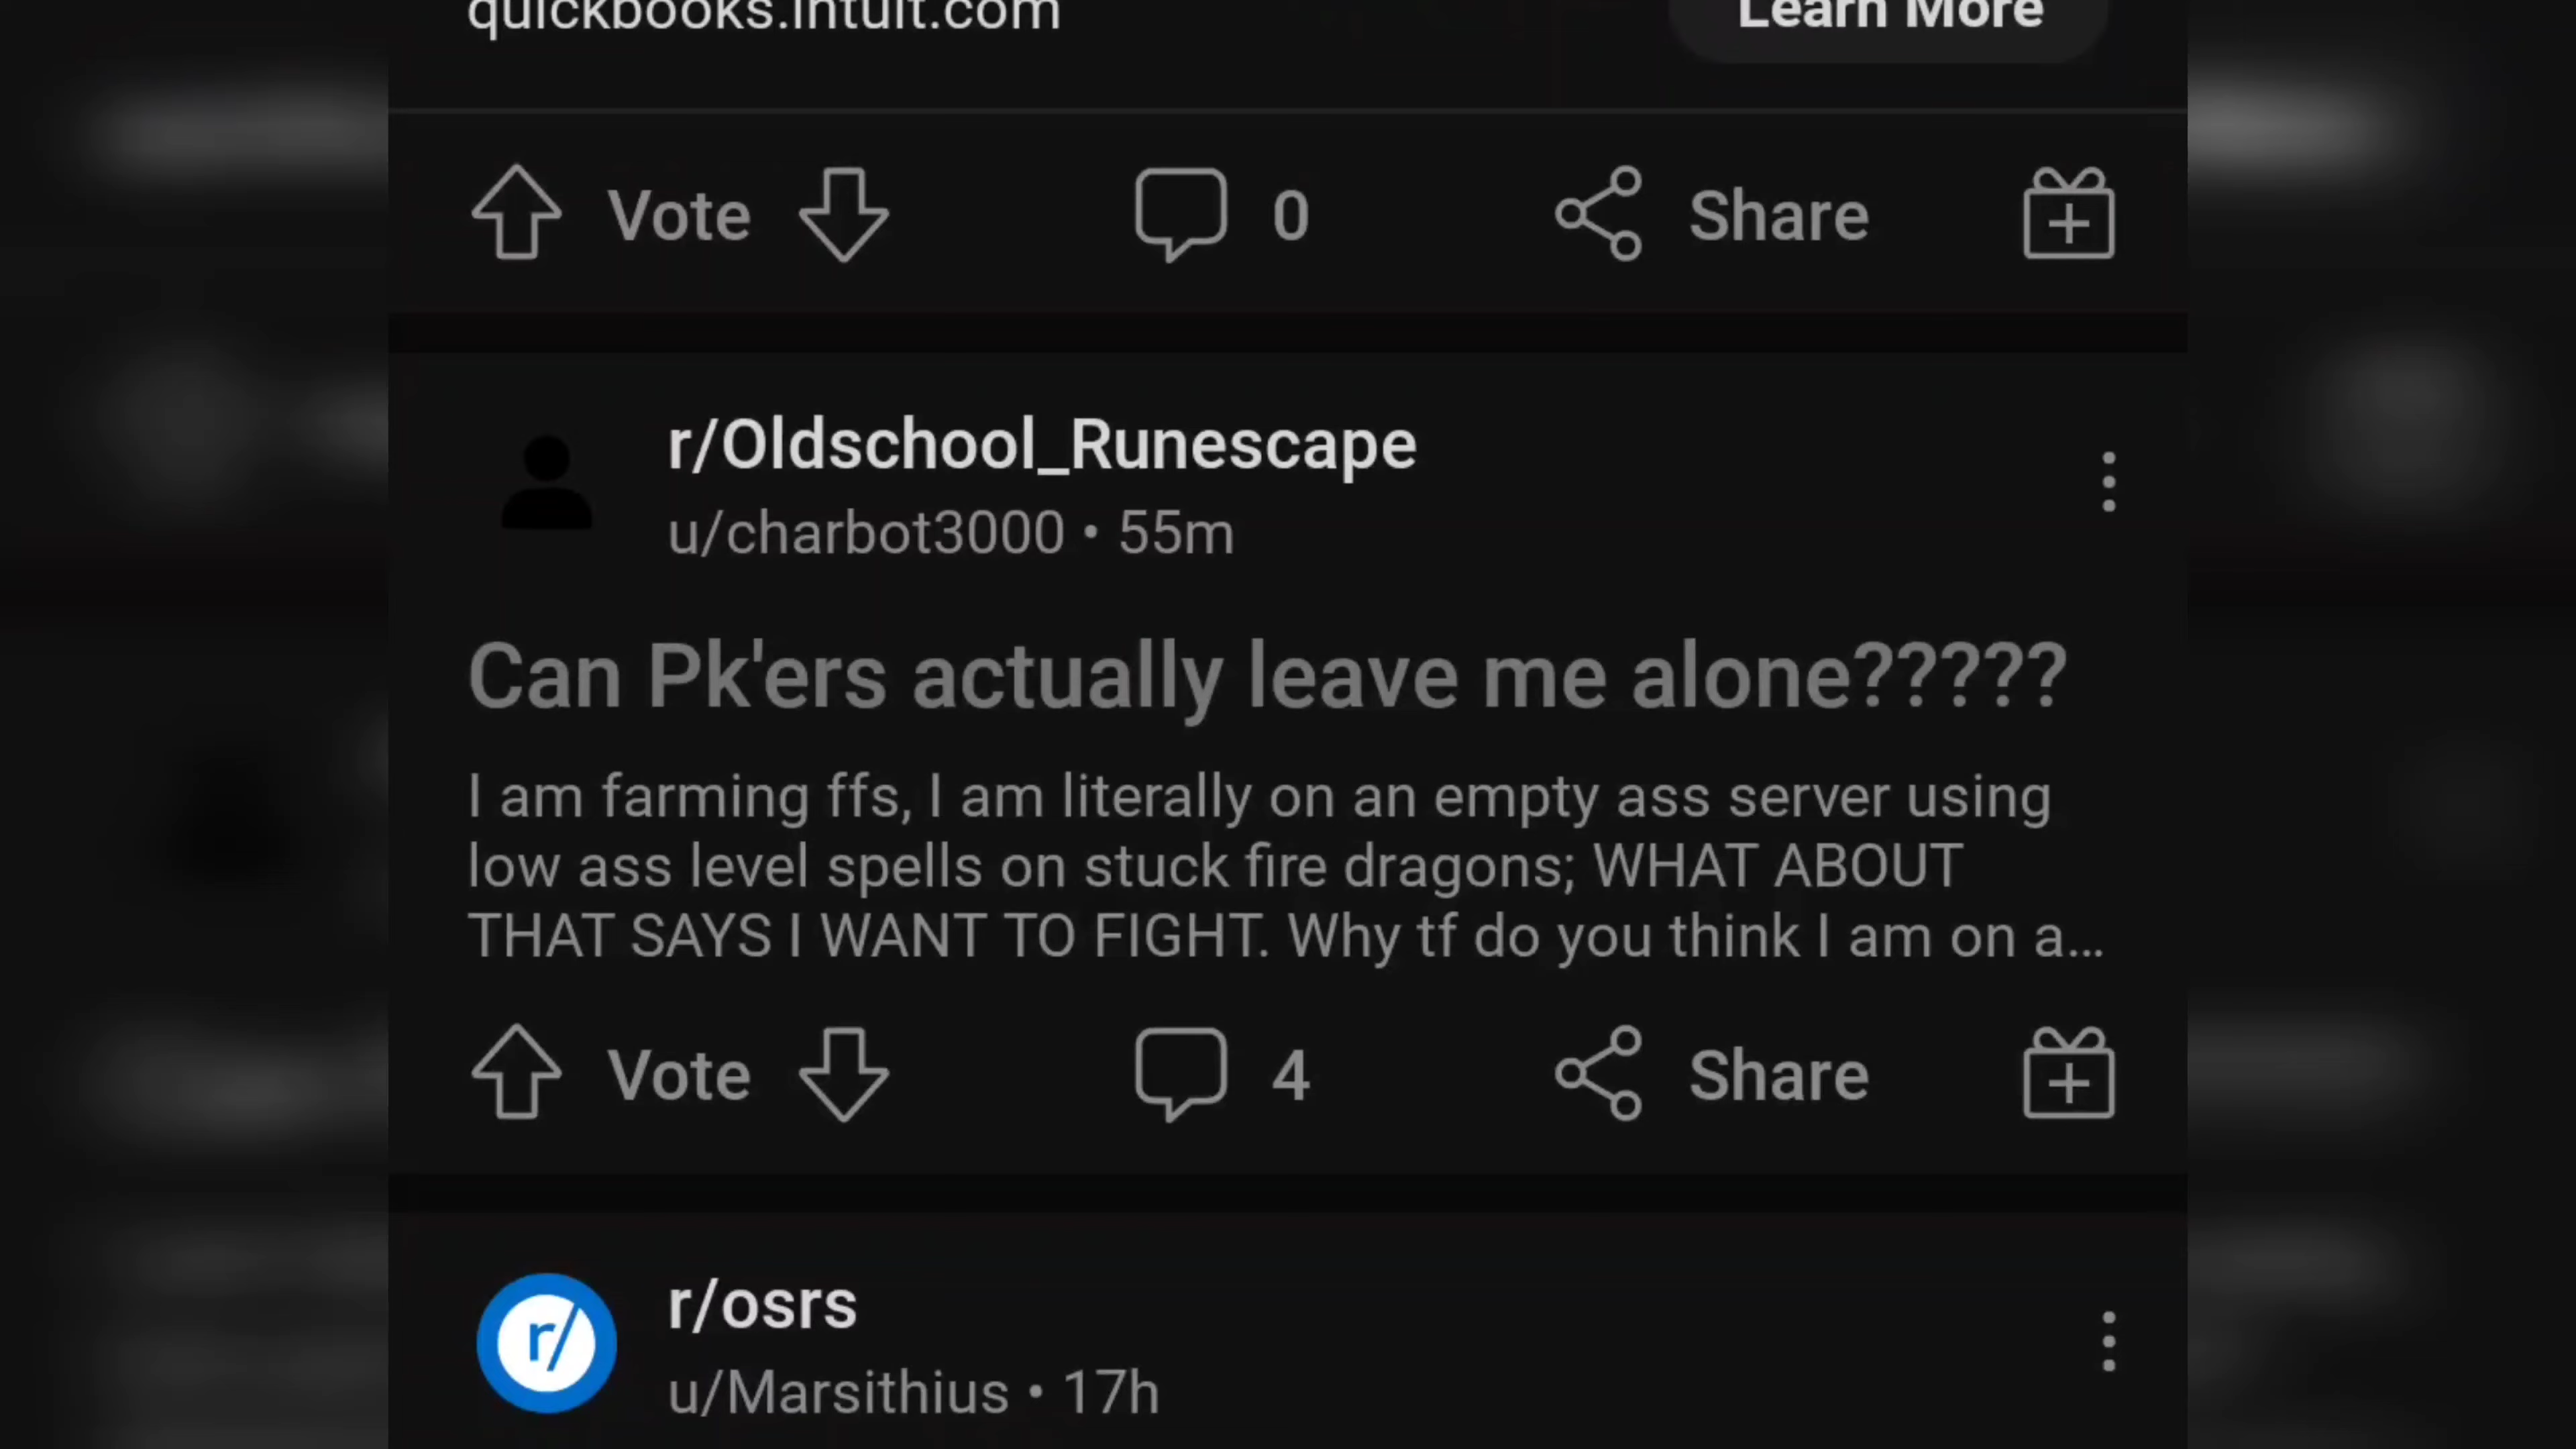 quickbooks.intuit.com
Learn More
Vote
0
Share
r/Oldschool_Runescape
u/charbot3000 • 55m
Can Pk'ers actually leave me alone?????
I am farming ffs, I am literally on an empty ass server using
low ass level spells on stuck fire dragons; WHAT ABOUT
THAT SAYS I WANT TO FIGHT. Why tf do you think I am on a...
Vote
4
Share
r/
r/osrs
u/Marsithius • 17h